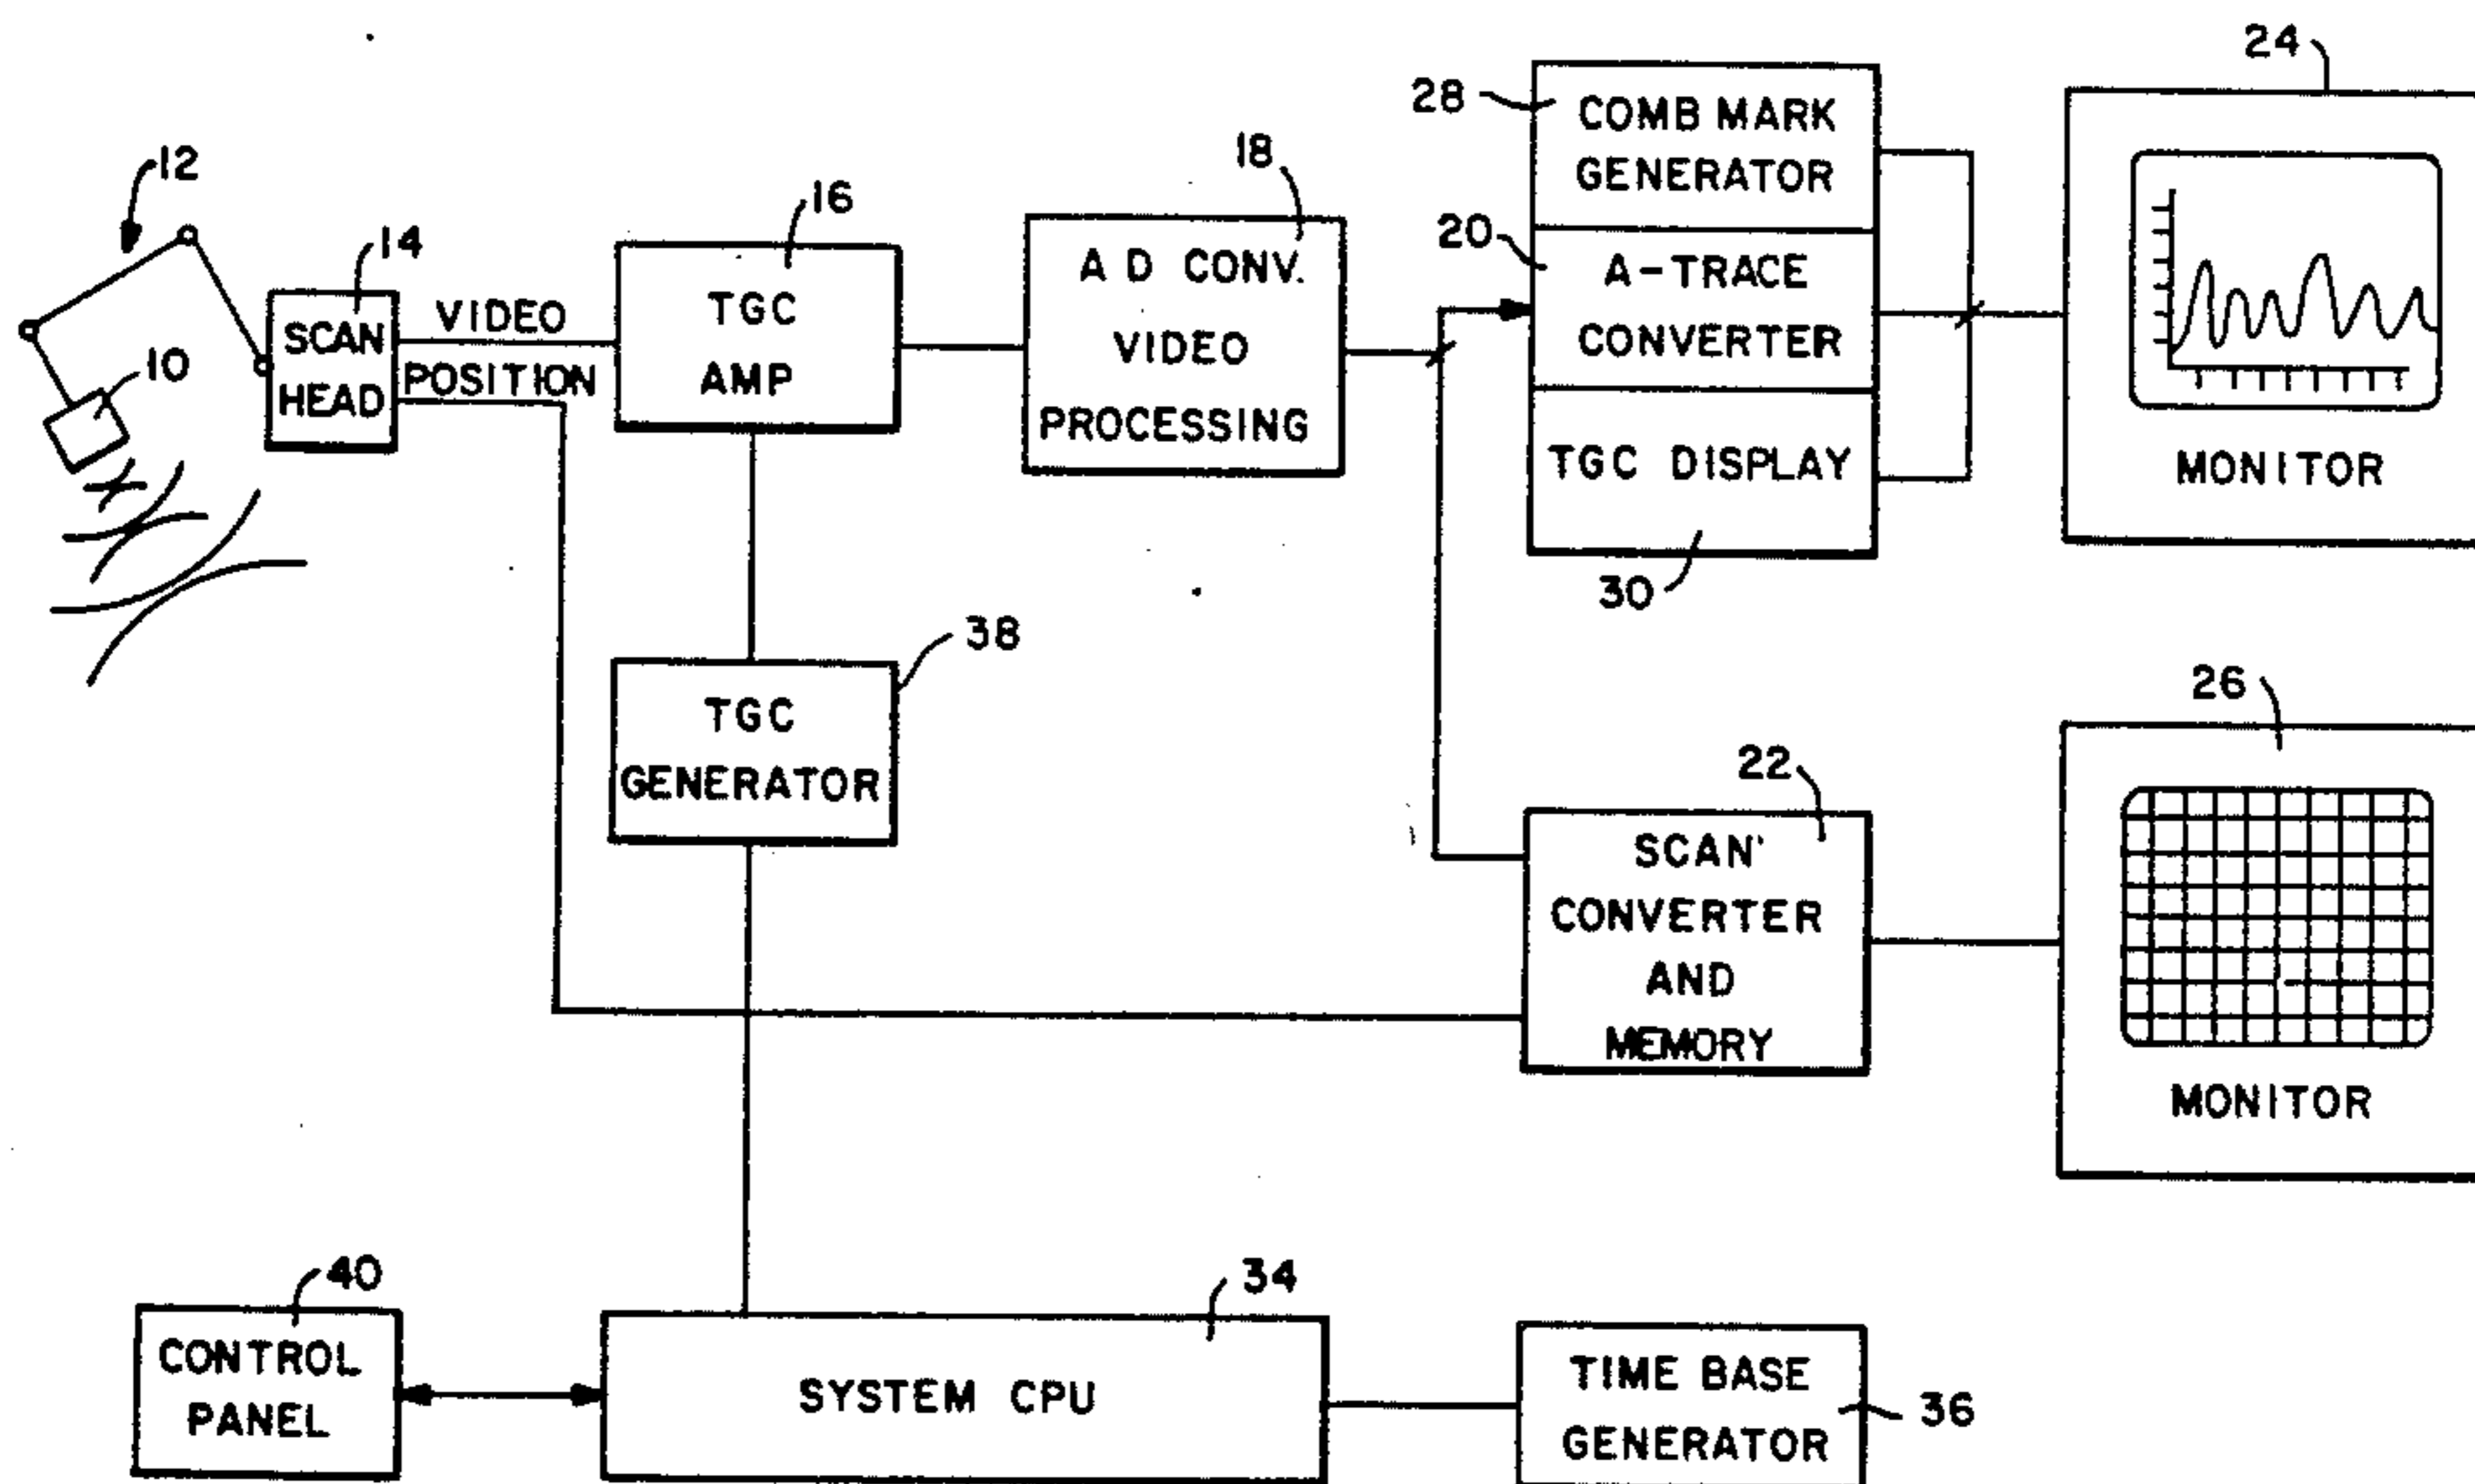 24
28
COMB MARK
GENERATOR
12
18
16
20
14
A-TRACE
CONVERTER
A D CONV.
VIDEO
PROCESSING
TGC
AMP
VIDEO
POSITION
SCAN
HEAD
10
TGC DISPLAY
MONITOR
30
38
TGC
GENERATOR
26
22
SCAN
CONVERTER
AND
MEMORY
MONITOR
40
34
CONTROL
PANEL
SYSTEM CPU
TIME BASE
GENERATOR
36